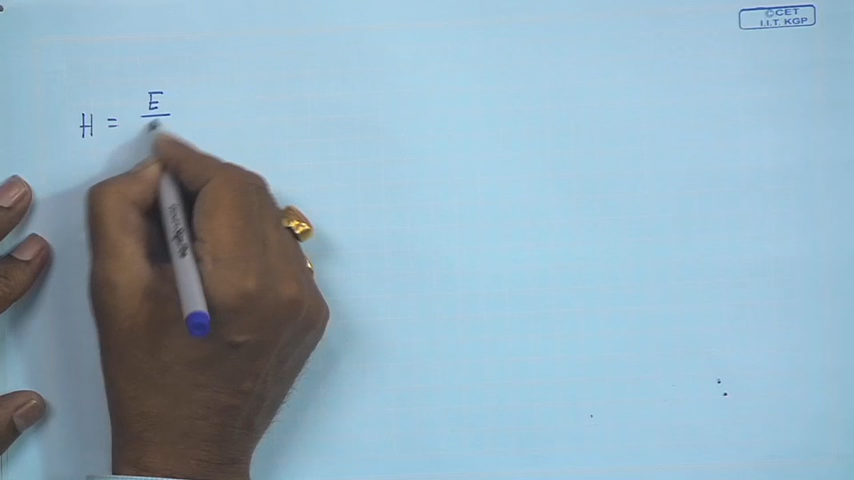 ©CET
I.I.T. KGP
H = E/